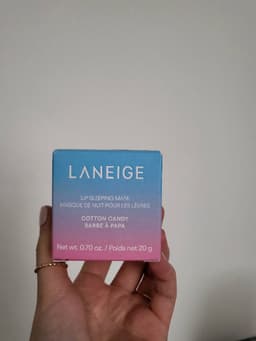 LANEIGE
LIP SLEEPING MASK
MASQUE DE NUIT POUR LES LÈVRES
COTTON CANDY
BARBE À PAPA
Net wt. 0.70 oz. / Poids net 20 g